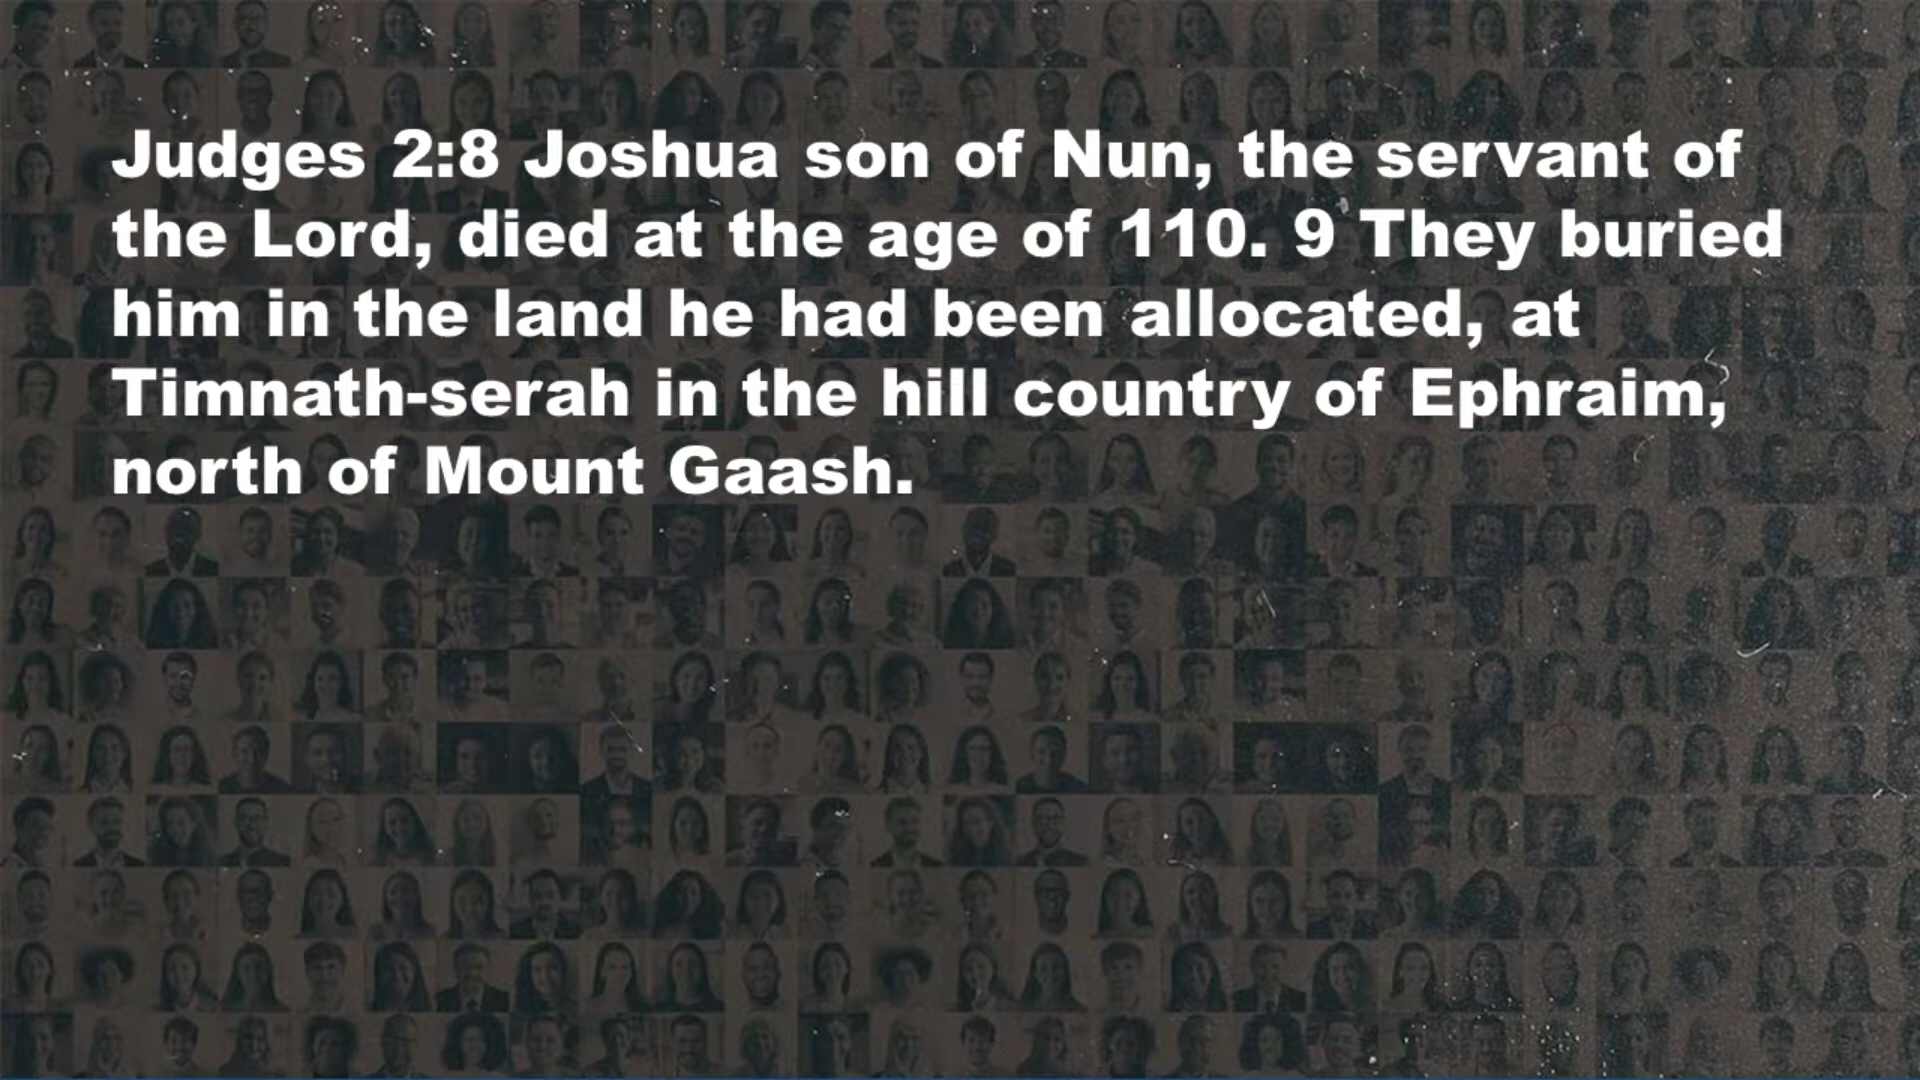 Judges 2:8 Joshua son of Nun, the servant of
the Lord, died at the age of 110. 9 They buried
him in the land he had been allocated, at
Timnath-serah in the hill country of Ephraim,
north of Mount Gaash.